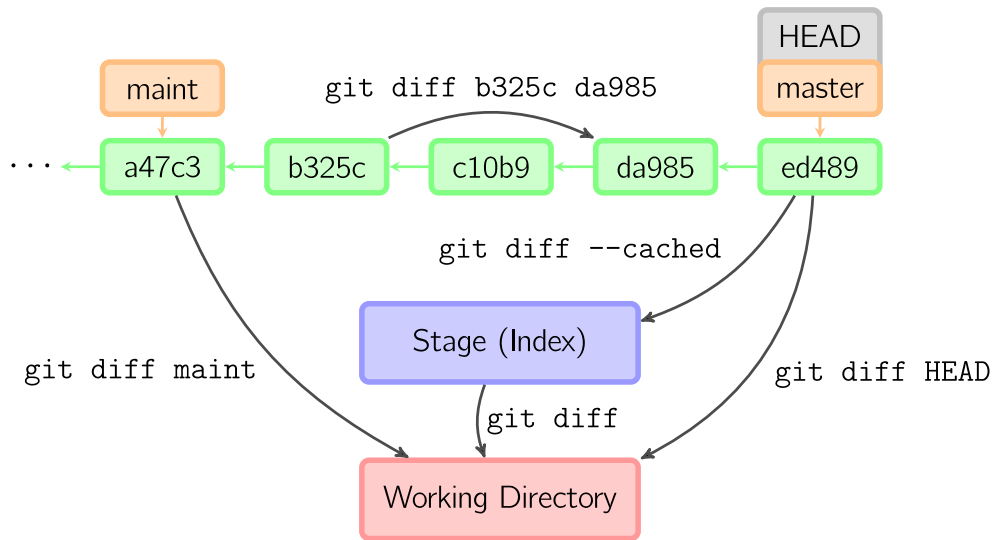 HEAD
maint
git diff b325c da985
master
...
a47c3
b325c
c10b9
da985
ed489
git diff --cached
Stage (Index)
git diff maint
git diff HEAD
git diff
Working Directory